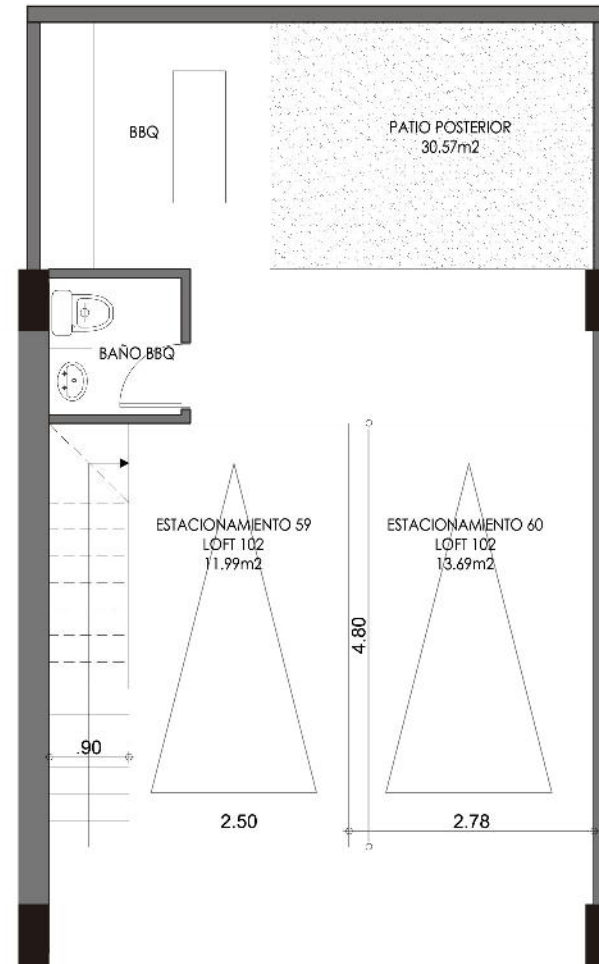 BBQ
PATIO POSTERIOR
30.57m2
BAÑO BBQ
ESTACIONAMIENTO 59
LOFT 102
11.99m2
ESTACIONAMIENTO 60
LOFT 102
13.69m2
4.80
.90
2.50
2.78